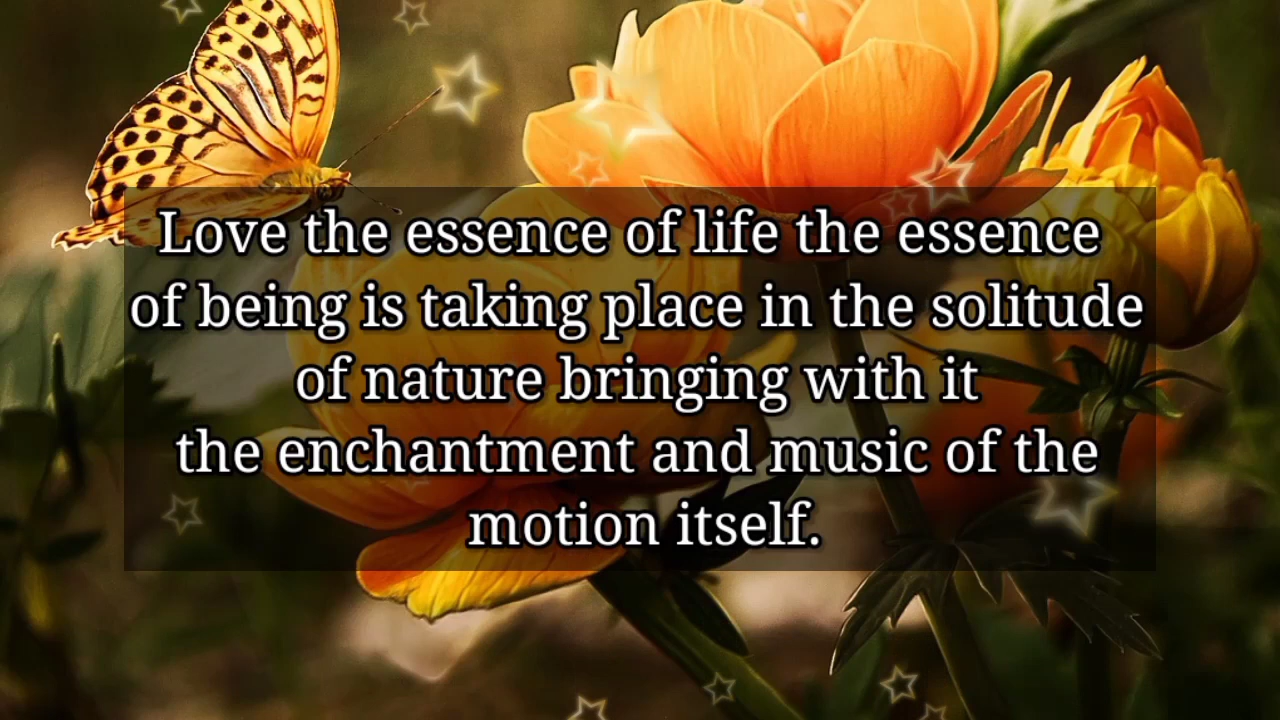 Love the essence of life the essence
of being is taking place in the solitude
of nature bringing with it
the enchantment and music of the
motion itself.